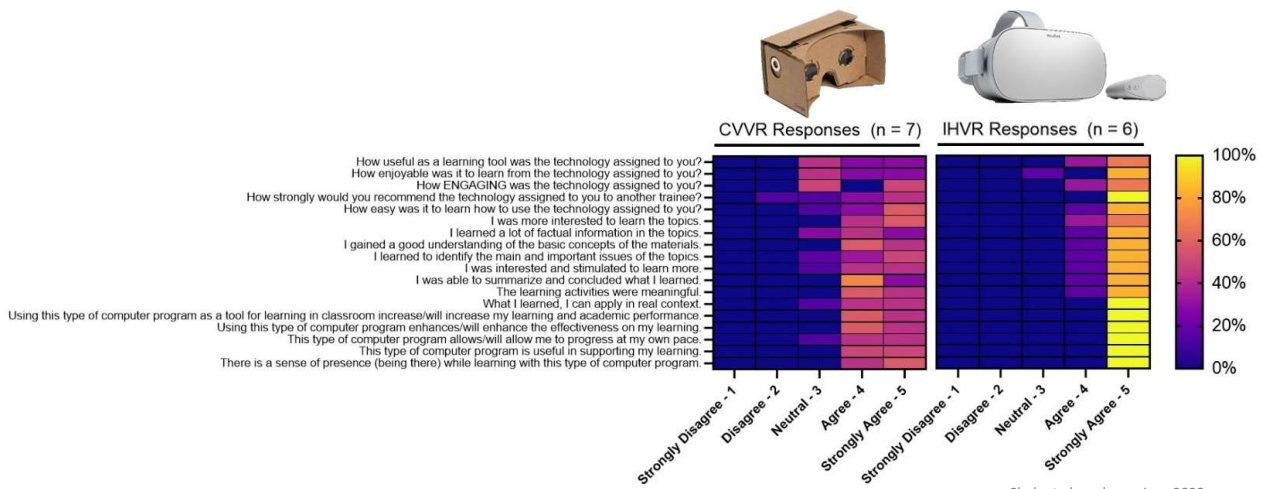 CVVR Responses (n = 7)
IHVR Responses (n = 6)
How useful as a learning tool was the technology assigned to you?
How enjoyable was it to learn from the technology assigned to you?
How ENGAGING was the technology assigned to you?
How strongly would you recommend the technology assigned to you to another trainee?
How easy was it to learn how to use the technology assigned to you?
I was more interested to learn the topics.
I learned a lot of factual information in the topics.
I gained a good understanding of the basic concepts of the materials.
I learned to identify the main and important issues of the topics.
I was interested and stimulated to learn more.
I was able to summarize and concluded what I learned.
The learning activities were meaningful.
What I learned, I can apply in real context.
Using this type of computer program as a tool for learning in classroom increase/will increase my learning and academic performance.
Using this type of computer program enhances/will enhance the effectiveness on my learning.
This type of computer program allows/will allow me to progress at my own pace.
This type of computer program is useful in supporting my learning.
There is a sense of presence (being there) while learning with this type of computer program.
Strongly Disagree - 1
Disagree - 2
Neutral - 3
Agree - 4
Strongly Agree - 5
Strongly Disagree - 1
Disagree - 2
Neutral - 3
Agree - 4
Strongly Agree - 5
100%
80%
60%
40%
20%
0%